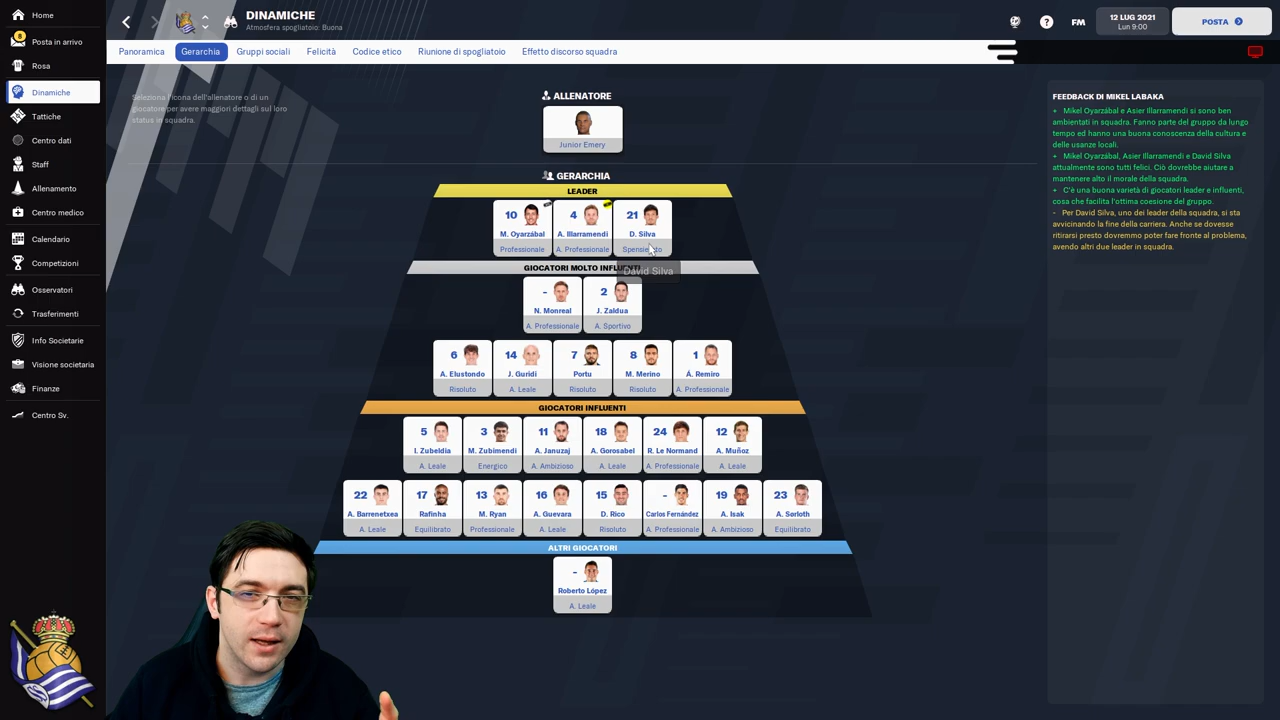 Home
8
Posta in arrivo
Rosa
Dinamiche
Tattiche
Centro dati
Staff
Allenamento
Centro medico
Calendario
Competizioni
Osservatori
Trasferimenti
Info Societarie
Visione societaria
Finanze
Centro Sv.
DINAMICHE
Atmosfera spogliatoio: Buona
?
FM
12 LUG 2021
Lun 9:00
POSTA
Panoramica
Gerarchia
Gruppi sociali
Felicità
Codice etico
Riunione di spogliatoio
Effetto discorso squadra
Seleziona l'icona dell'allenatore o di un
giocatore per avere maggiori dettagli sul loro
status in squadra.
ALLENATORE
Junior Emery
GERARCHIA
LEADER
10 4 21
M. Oyarzábal A. Illarramendi D. Silva
Professionale A. Professionale
GIOCATORI MOLTO
David Silva
- 2
N. Monreal J. Zaldua
A. Professionale A. Sportivo
6 14 7 8 1
A. Elustondo J. Guridi Portu M. Merino Á. Remiro
Risoluto A. Leale Risoluto Risoluto A. Professionale
GIOCATORI INFLUENTI
5 3 11 18 24 12
I. Zubeldia M. Zubimendi A. Januzaj A. Gorosabel R. Le Normand A. Muñoz
A. Leale Energico A. Ambizioso A. Leale A. Professionale A. Leale
22 17 13 16 15 - 19 23
A. Barrenetxea Rafinha M. Ryan A. Guevara D. Rico Carlos Fernández A. Isak A. Sørloth
A. Leale Equilibrato Professionale A. Leale Risoluto A. Professionale A. Ambizioso Equilibrato
ALTRI GIOCATORI
-
Roberto López
A. Leale
FEEDBACK DI MIKEL LABAKA
+ Mikel Oyarzábal e Asier Illarramendi si sono ben
ambientati in squadra. Fanno parte del gruppo da lungo
tempo ed hanno una buona conoscenza della cultura e
delle usanze locali.
+ Mikel Oyarzábal, Asier Illarramendi e David Silva
attualmente sono tutti felici. Ciò dovrebbe aiutare a
mantenere alto il morale della squadra.
+ C'è una buona varietà di giocatori leader e influenti,
cosa che facilita l'ottima coesione del gruppo.
- Per David Silva, uno dei leader della squadra, si sta
avvicinando la fine della carriera. Anche se dovesse
ritirarsi presto dovremmo poter fare fronte al problema,
avendo altri due leader in squadra.